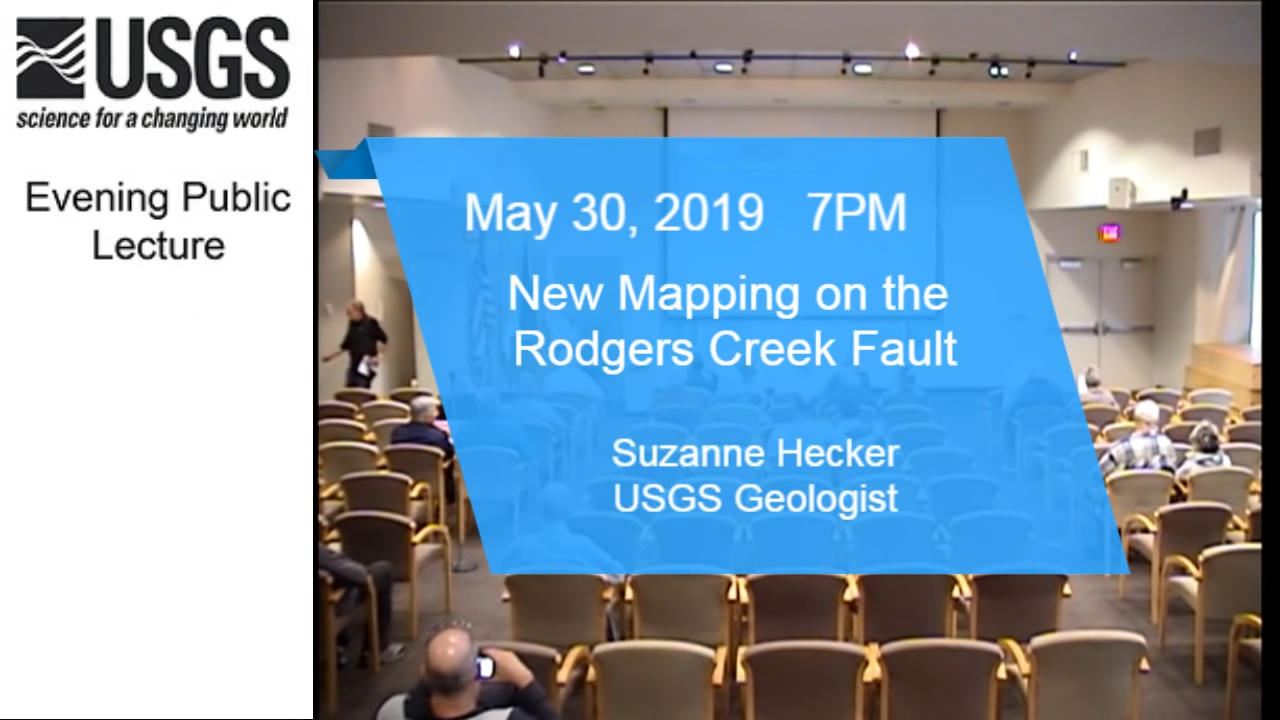 USGS
science for a changing world
Evening Public
Lecture
May 30, 2019 7PM
New Mapping on the
Rodgers Creek Fault
Suzanne Hecker
USGS Geologist